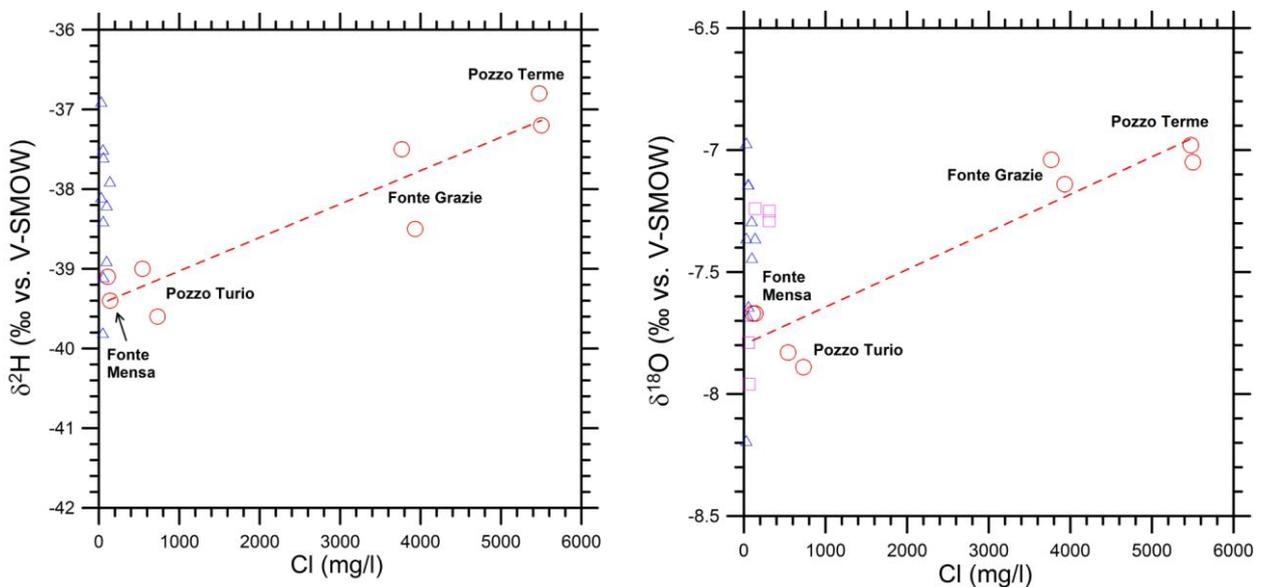 -36
-37
-38
-39
-40
-41
-42
δ²H (‰ vs. V-SMOW)
Pozzo Terme
Fonte Grazie
Pozzo Turio
Fonte
Mensa
0 1000 2000 3000 4000 5000 6000
Cl (mg/l)
-6.5
-7
-7.5
-8
-8.5
δ¹⁸O (‰ vs. V-SMOW)
Pozzo Terme
Fonte Grazie
Fonte
Mensa
Pozzo Turio
0 1000 2000 3000 4000 5000 6000
Cl (mg/l)